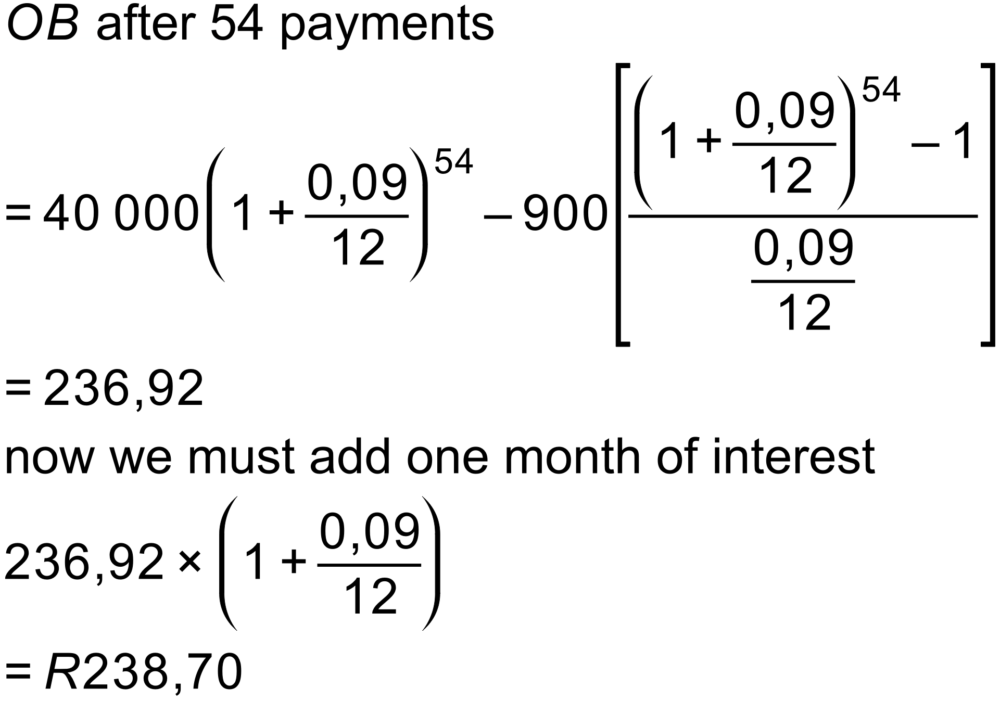 OB after 54 payments
= 40 000(1 + 0,09/12)^54 – 900[((1 + 0,09/12)^54 – 1)/(0,09/12)]
= 236,92
now we must add one month of interest
236,92 × (1 + 0,09/12)
= R238,70